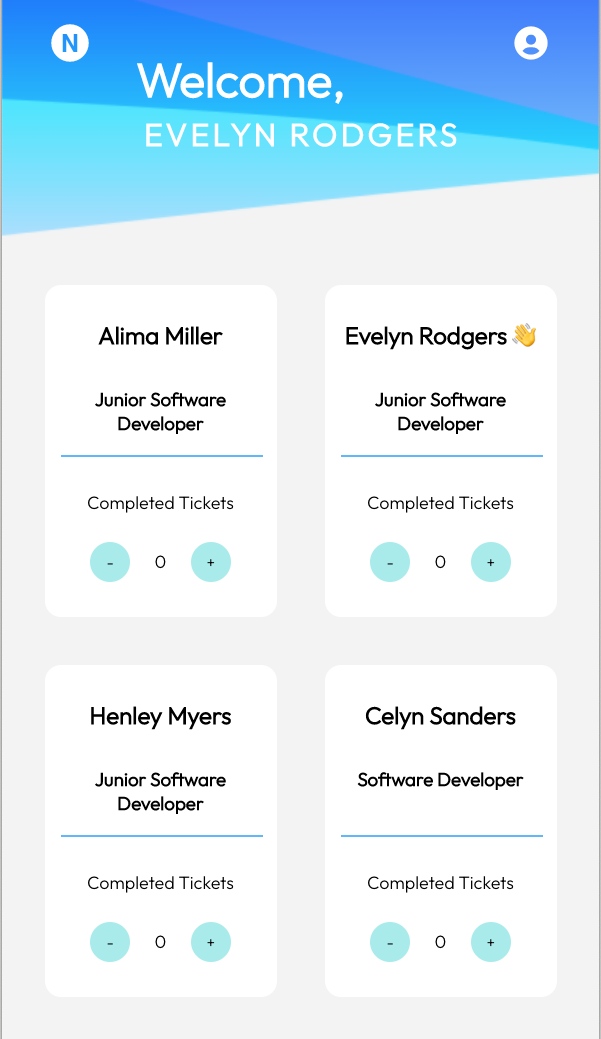 N
Welcome,
EVELYN RODGERS
Alima Miller
Junior Software
Developer
Completed Tickets
- 0 +
Evelyn Rodgers 👋
Junior Software
Developer
Completed Tickets
- 0 +
Henley Myers
Junior Software
Developer
Completed Tickets
- 0 +
Celyn Sanders
Software Developer
Completed Tickets
- 0 +